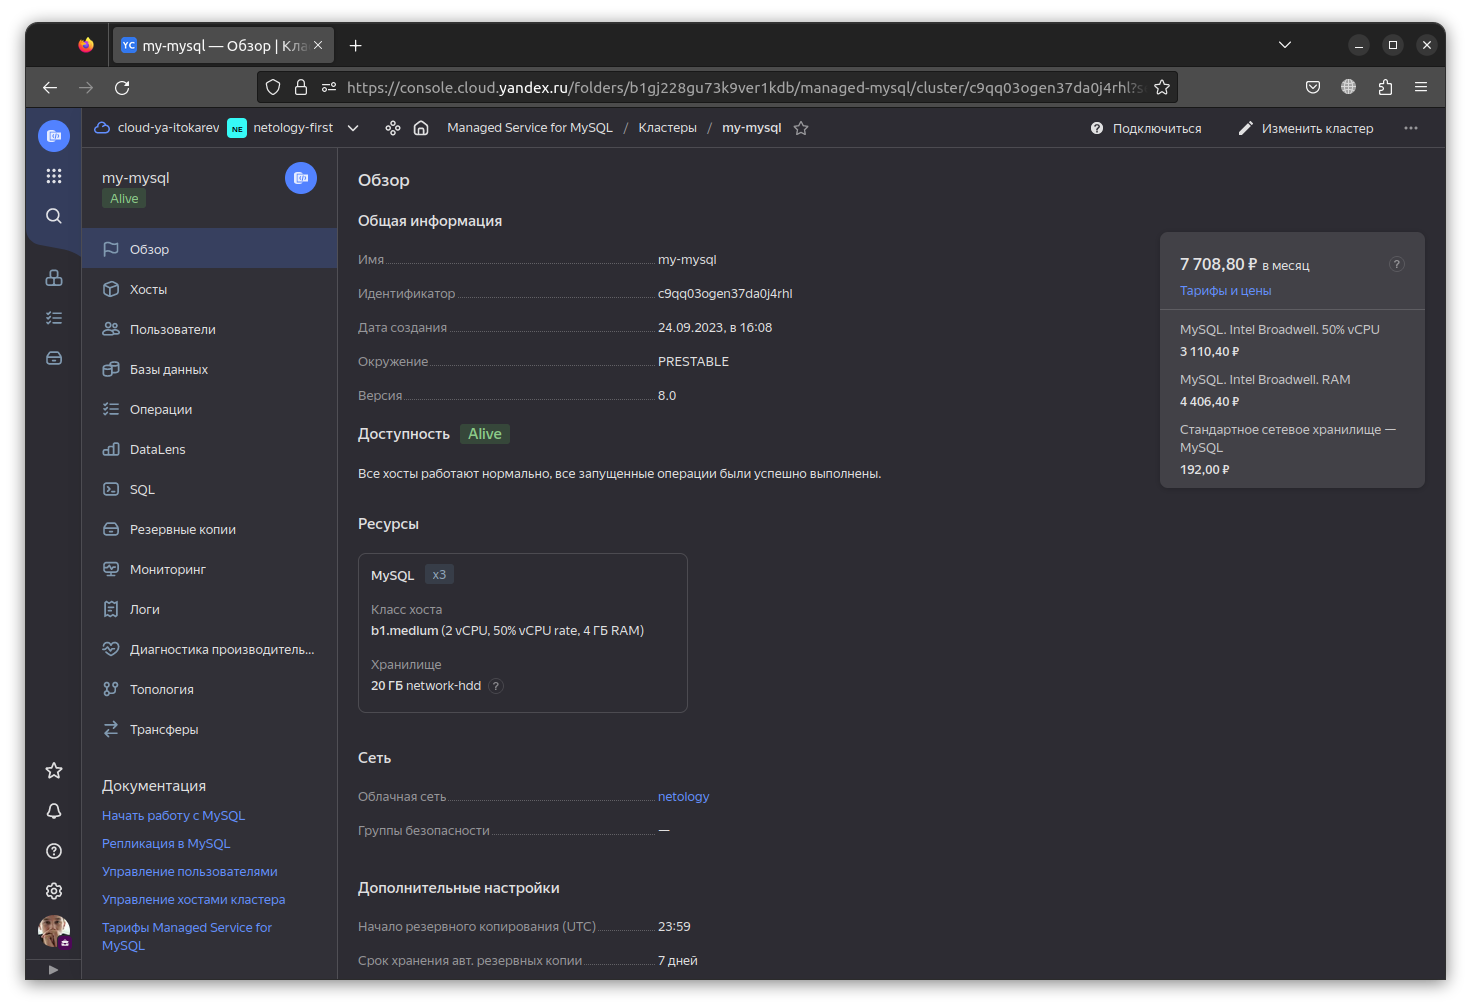 YC my-mysql — Обзор | Кла
https://console.cloud.yandex.ru/folders/b1gj228gu73k9ver1kdb/managed-mysql/cluster/c9qq03ogen37da0j4rhl?s
cloud-ya-itokarev NE netology-first Managed Service for MySQL / Кластеры / my-mysql Подключиться Изменить кластер
my-mysql
Alive
Обзор
Хосты
Пользователи
Базы данных
Операции
DataLens
SQL
Резервные копии
Мониторинг
Логи
Диагностика производитель...
Топология
Трансферы
Документация
Начать работу с MySQL
Репликация в MySQL
Управление пользователями
Управление хостами кластера
Тарифы Managed Service for
MySQL
Обзор
Общая информация
Имя my-mysql
Идентификатор c9qq03ogen37da0j4rhl
Дата создания 24.09.2023, в 16:08
Окружение PRESTABLE
Версия 8.0
Доступность Alive
Все хосты работают нормально, все запущенные операции были успешно выполнены.
Ресурсы
MySQL x3
Класс хоста
b1.medium (2 vCPU, 50% vCPU rate, 4 ГБ RAM)
Хранилище
20 ГБ network-hdd ?
Сеть
Облачная сеть netology
Группы безопасности —
Дополнительные настройки
Начало резервного копирования (UTC) 23:59
Срок хранения авт. резервных копии 7 дней
7 708,80 ₽ в месяц ?
Тарифы и цены
MySQL. Intel Broadwell. 50% vCPU
3 110,40 ₽
MySQL. Intel Broadwell. RAM
4 406,40 ₽
Стандартное сетевое хранилище —
MySQL
192,00 ₽